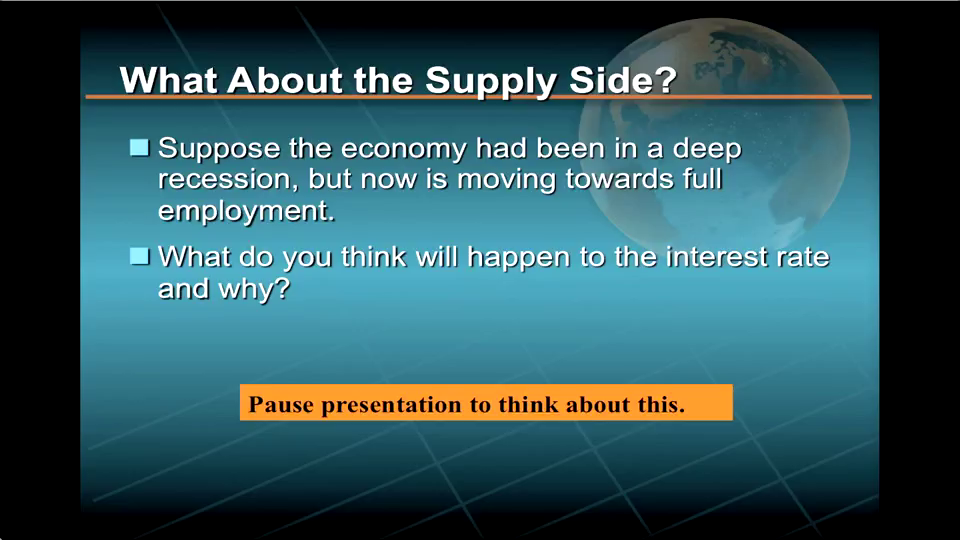 What About the Supply Side?
Suppose the economy had been in a deep
recession, but now is moving towards full
employment.
What do you think will happen to the interest rate
and why?
Pause presentation to think about this.